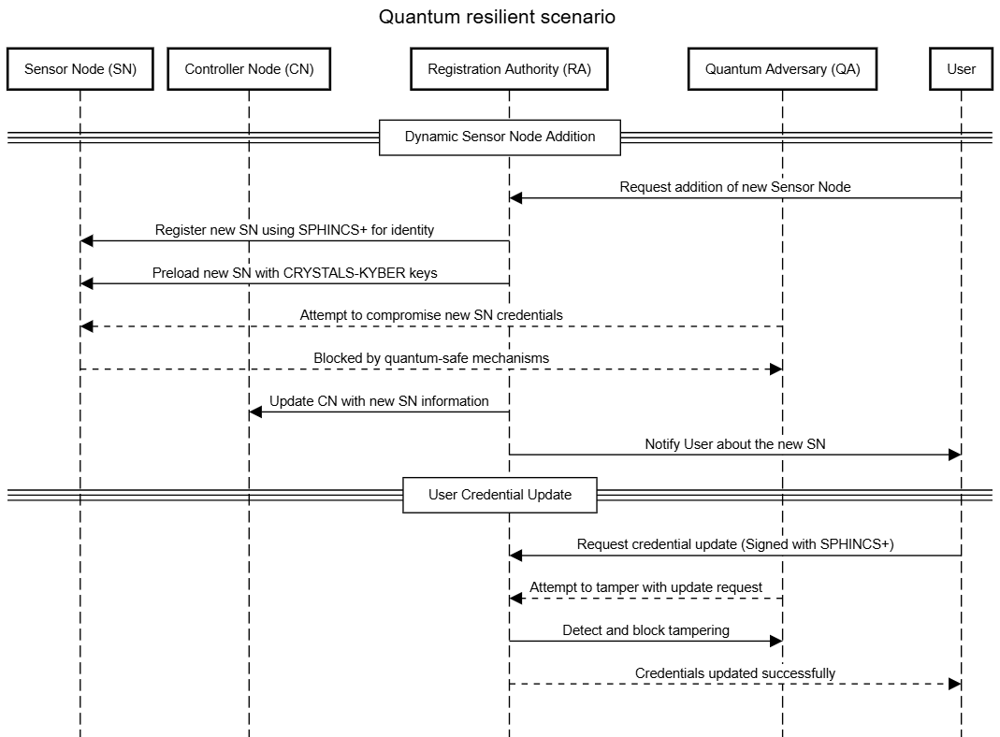 Quantum resilient scenario
Sensor Node (SN)
Controller Node (CN)
Registration Authority (RA)
Quantum Adversary (QA)
User
Dynamic Sensor Node Addition
Request addition of new Sensor Node
Register new SN using SPHINCS+ for identity
Preload new SN with CRYSTALS-KYBER keys
Attempt to compromise new SN credentials
Blocked by quantum-safe mechanisms
Update CN with new SN information
Notify User about the new SN
User Credential Update
Request credential update (Signed with SPHINCS+)
Attempt to tamper with update request
Detect and block tampering
Credentials updated successfully